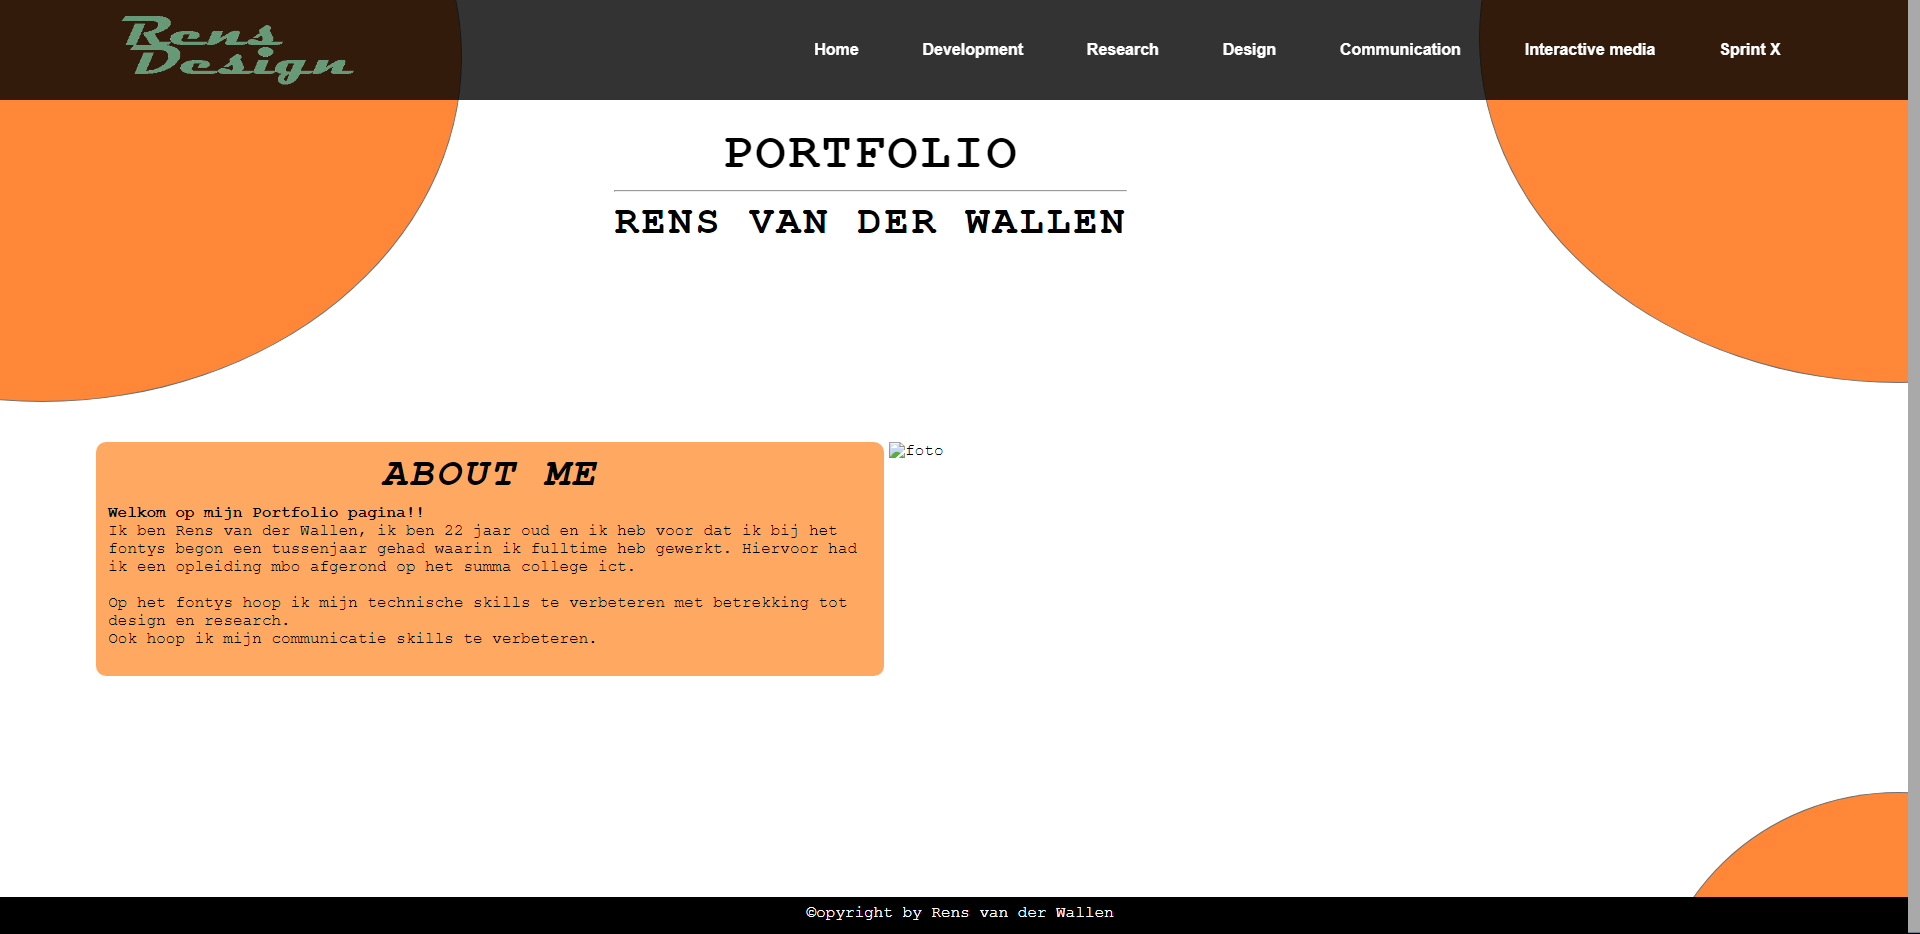 Rens
Design
Home Development Research Design Communication Interactive media Sprint X
PORTFOLIO
RENS VAN DER WALLEN
ABOUT ME
Welkom op mijn Portfolio pagina!!
Ik ben Rens van der Wallen, ik ben 22 jaar oud en ik heb voor dat ik bij het
fontys begon een tussenjaar gehad waarin ik fulltime heb gewerkt. Hiervoor had
ik een opleiding mbo afgerond op het summa college ict.
Op het fontys hoop ik mijn technische skills te verbeteren met betrekking tot
design en research.
Ook hoop ik mijn communicatie skills te verbeteren.
foto
©opyright by Rens van der Wallen